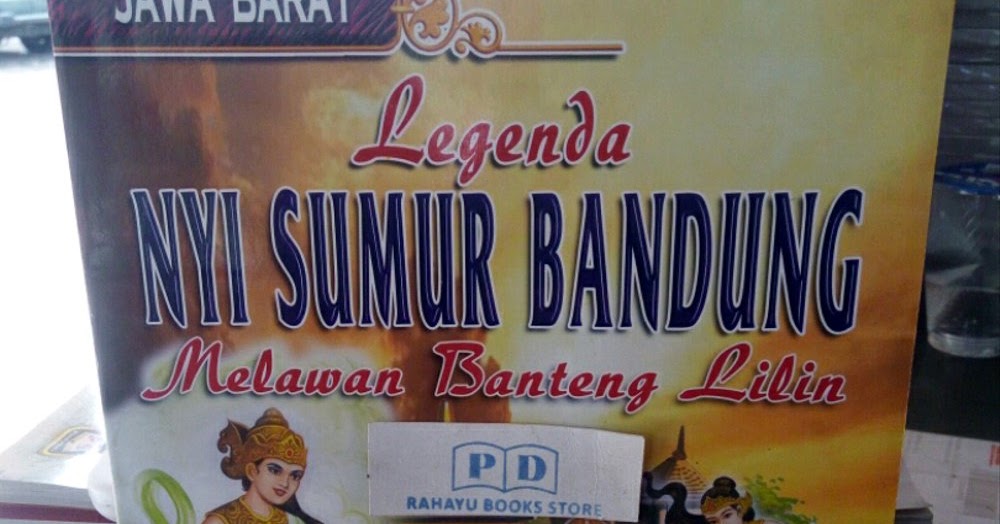 JAWA BARAT
Legenda
NYI SUMUR BANDUNG
Melawan Banteng Lilin
PD
RAHAYU BOOKS STORE